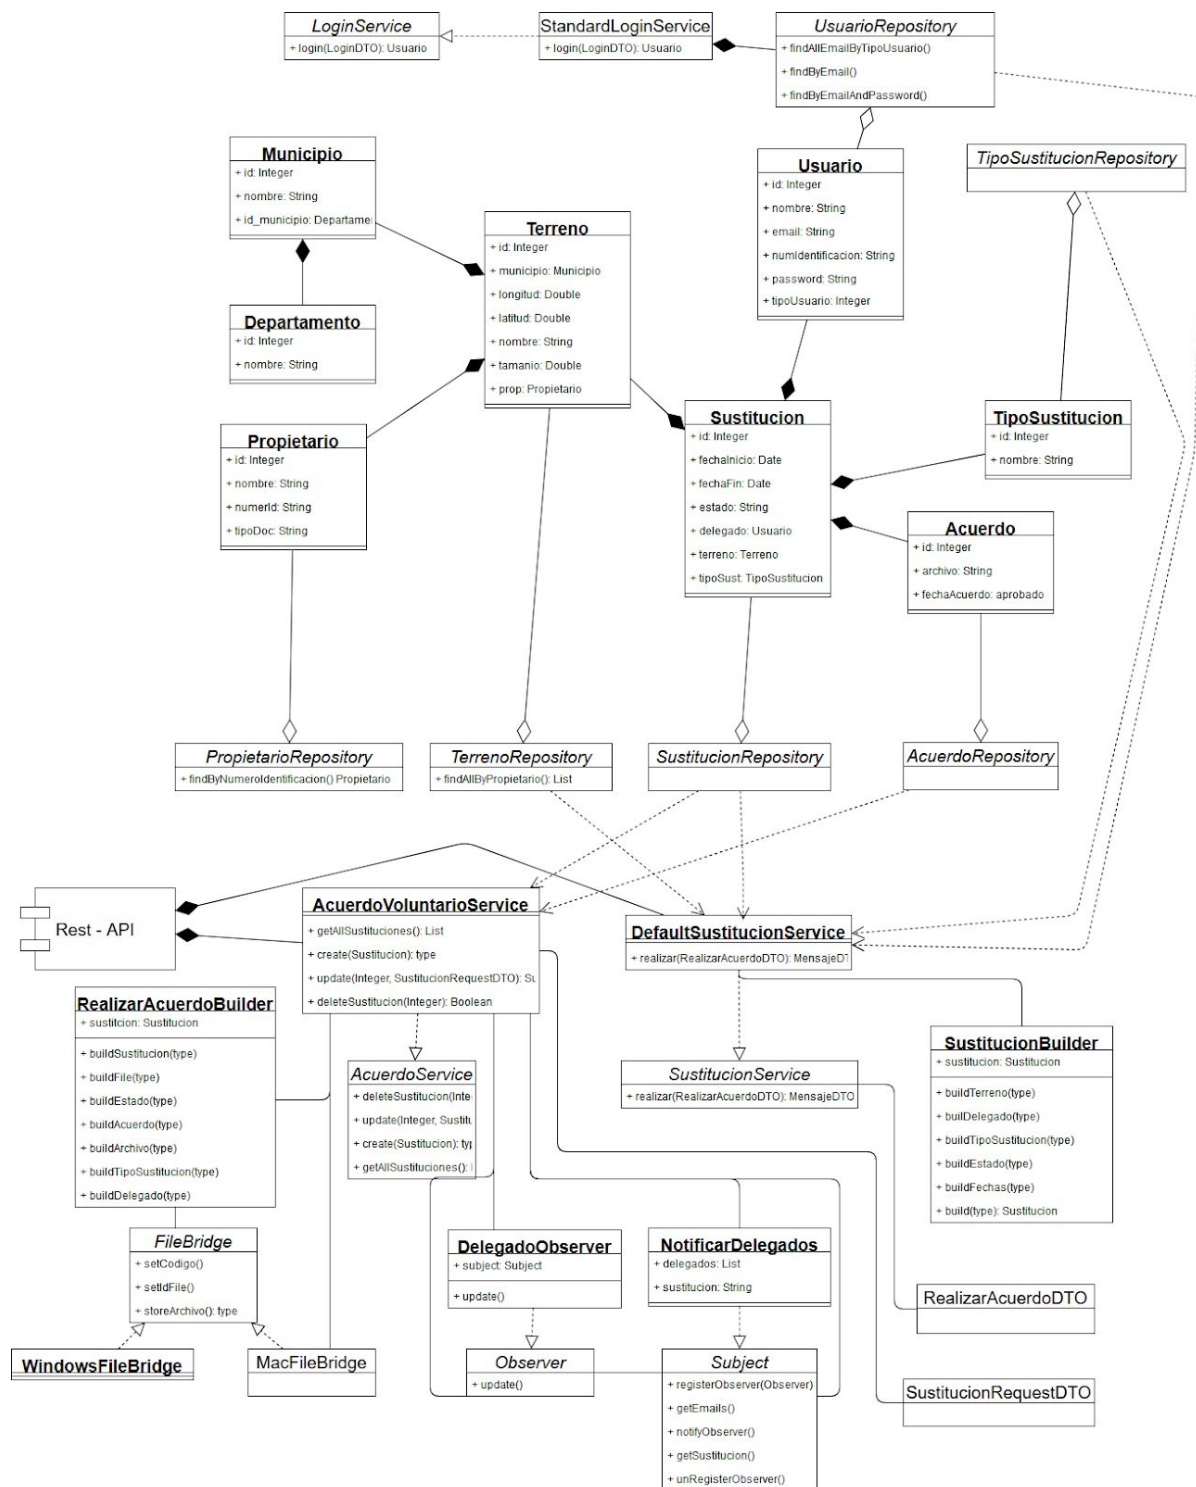 LoginService
+ login(LoginDTO): Usuario
StandardLoginService
+ login(LoginDTO): Usuario
UsuarioRepository
+ findAllEmailByTipoUsuario()
+ findByEmail()
+ findByEmailAndPassword()
Municipio
+ id: Integer
+ nombre: String
+ id_municipio: Departame
Terreno
+ id: Integer
+ municipio: Municipio
+ longitud: Double
+ latitud: Double
+ nombre: String
+ tamanio: Double
+ prop: Propietario
Usuario
+ id: Integer
+ nombre: String
+ email: String
+ numIdentificacion: String
+ password: String
+ tipoUsuario: Integer
TipoSustitucionRepository
Departamento
+ id: Integer
+ nombre: String
Propietario
+ id: Integer
+ nombre: String
+ numerId: String
+ tipoDoc: String
Sustitucion
+ id: Integer
+ fechaInicio: Date
+ fechaFin: Date
+ estado: String
+ delegado: Usuario
+ terreno: Terreno
+ tipoSust: TipoSustitucion
TipoSustitucion
+ id: Integer
+ nombre: String
Acuerdo
+ id: Integer
+ archivo: String
+ fechaAcuerdo: aprobado
PropietarioRepository
+ findByNumeroIdentificacion() Propietario
TerrenoRepository
+ findAllByPropietario(): List
SustitucionRepository
AcuerdoRepository
Rest - API
AcuerdoVoluntarioService
+ getAllSustituciones(): List
+ create(Sustitucion): type
+ update(Integer, SustitucionRequestDTO): Su
+ deleteSustitucion(Integer): Boolean
DefaultSustitucionService
+ realizar(RealizarAcuerdoDTO): MensajeDT
RealizarAcuerdoBuilder
+ sustitcion: Sustitucion
+ buildSustitucion(type)
+ buildFile(type)
+ buildEstado(type)
+ buildAcuerdo(type)
+ buildArchivo(type)
+ buildTipoSustitucion(type)
+ buildDelegado(type)
AcuerdoService
+ deleteSustitucion(Inte
+ update(Integer, Sustitu
+ create(Sustitucion): typ
+ getAllSustituciones():
SustitucionService
+ realizar(RealizarAcuerdoDTO): MensajeDTO
SustitucionBuilder
+ sustitucion: Sustitucion
+ buildTerreno(type)
+ builDelegado(type)
+ buildTipoSustitucion(type)
+ buildEstado(type)
+ buildFechas(type)
+ build(type): Sustitucion
FileBridge
+ setCodigo()
+ setIdFile()
+ storeArchivo(): type
DelegadoObserver
+ subject: Subject
+ update()
NotificarDelegados
+ delegados: List
+ sustitucion: String
RealizarAcuerdoDTO
WindowsFileBridge
MacFileBridge
Observer
+ update()
Subject
+ registerObserver(Observer)
+ getEmails()
+ notifyObserver()
+ getSustitucion()
+ unRegisterObserver()
SustitucionRequestDTO